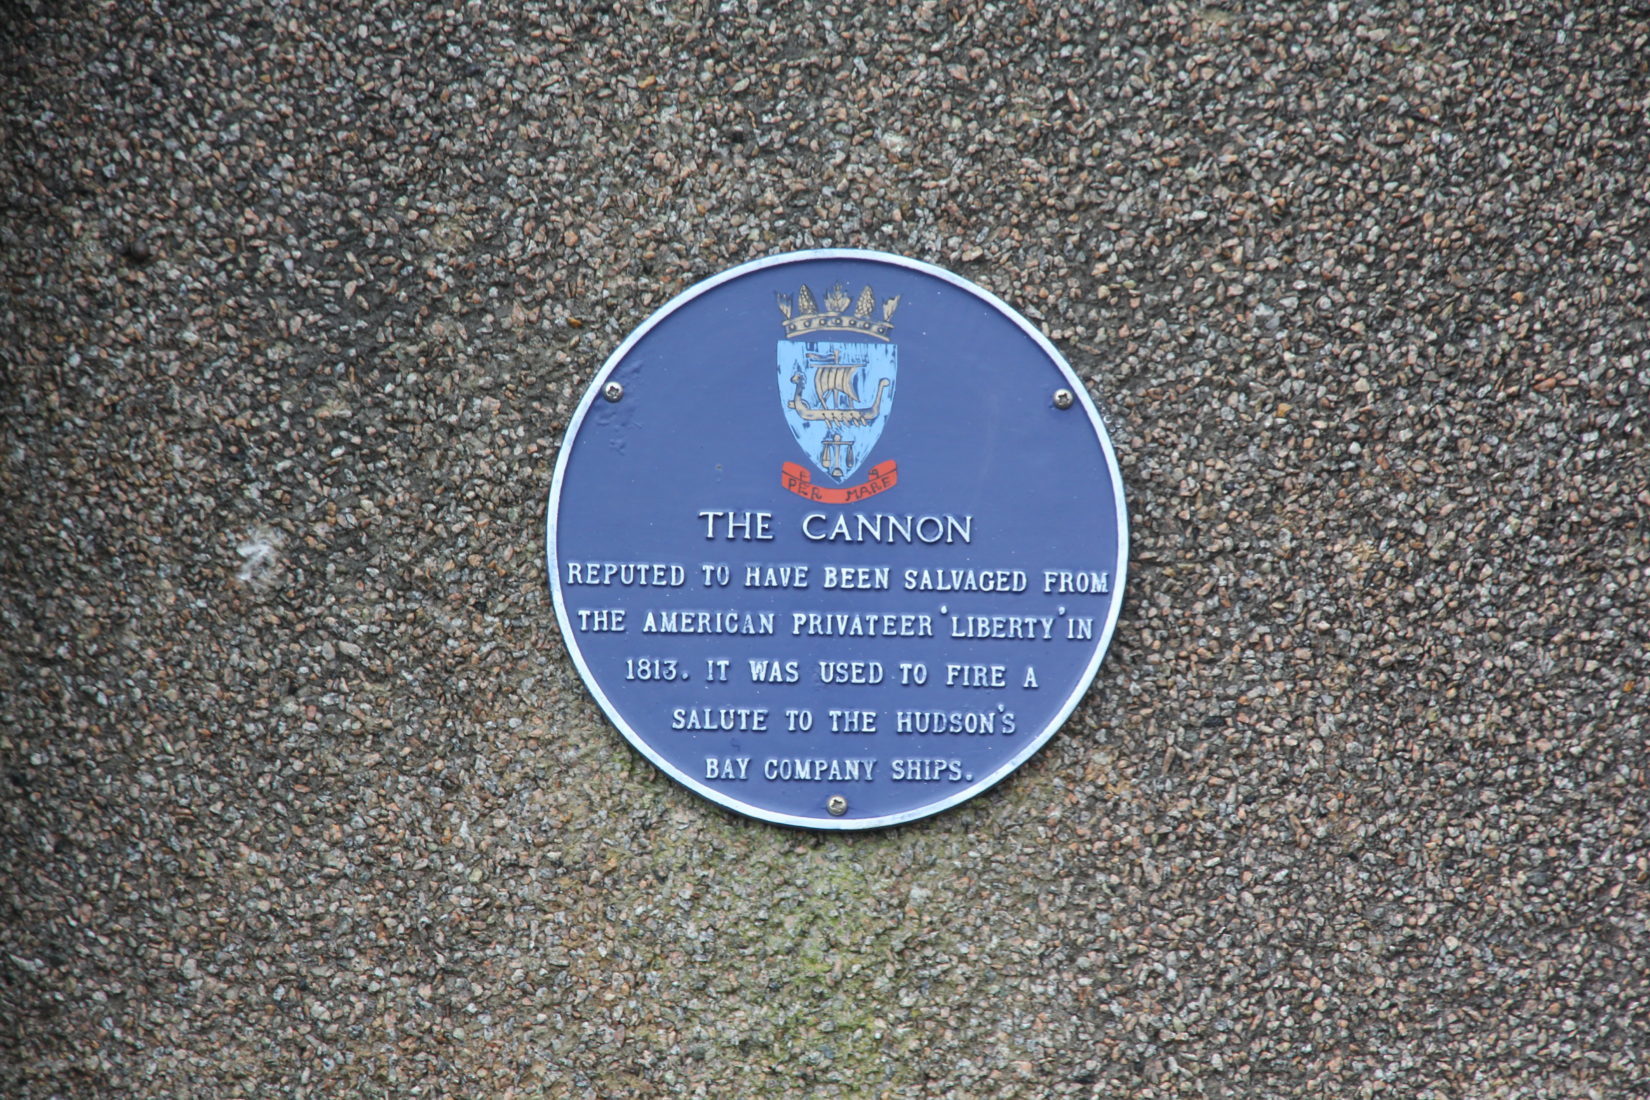 PER MARE
THE CANNON
REPUTED TO HAVE BEEN SALVAGED FROM
THE AMERICAN PRIVATEER 'LIBERTY' IN
1813. IT WAS USED TO FIRE A
SALUTE TO THE HUDSON'S
BAY COMPANY SHIPS.